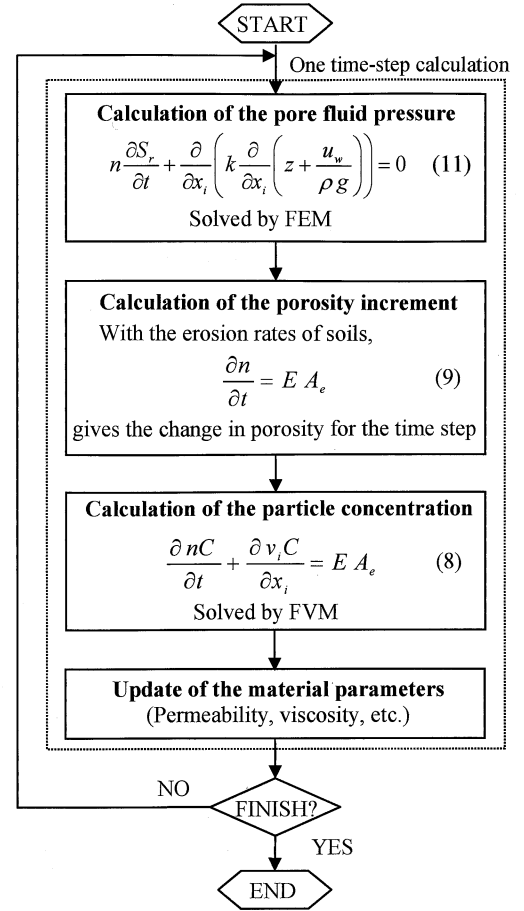 START
One time-step calculation
Calculation of the pore fluid pressure
n ∂S_r/∂t + ∂/∂x_i ( k ∂/∂x_i ( z + u_w/ρg ) ) = 0 (11)
Solved by FEM
Calculation of the porosity increment
With the erosion rates of soils,
∂n/∂t = E A_e (9)
gives the change in porosity for the time step
Calculation of the particle concentration
∂nC/∂t + ∂v_iC/∂x_i = E A_e (8)
Solved by FVM
Update of the material parameters
(Permeability, viscosity, etc.)
NO
FINISH?
YES
END